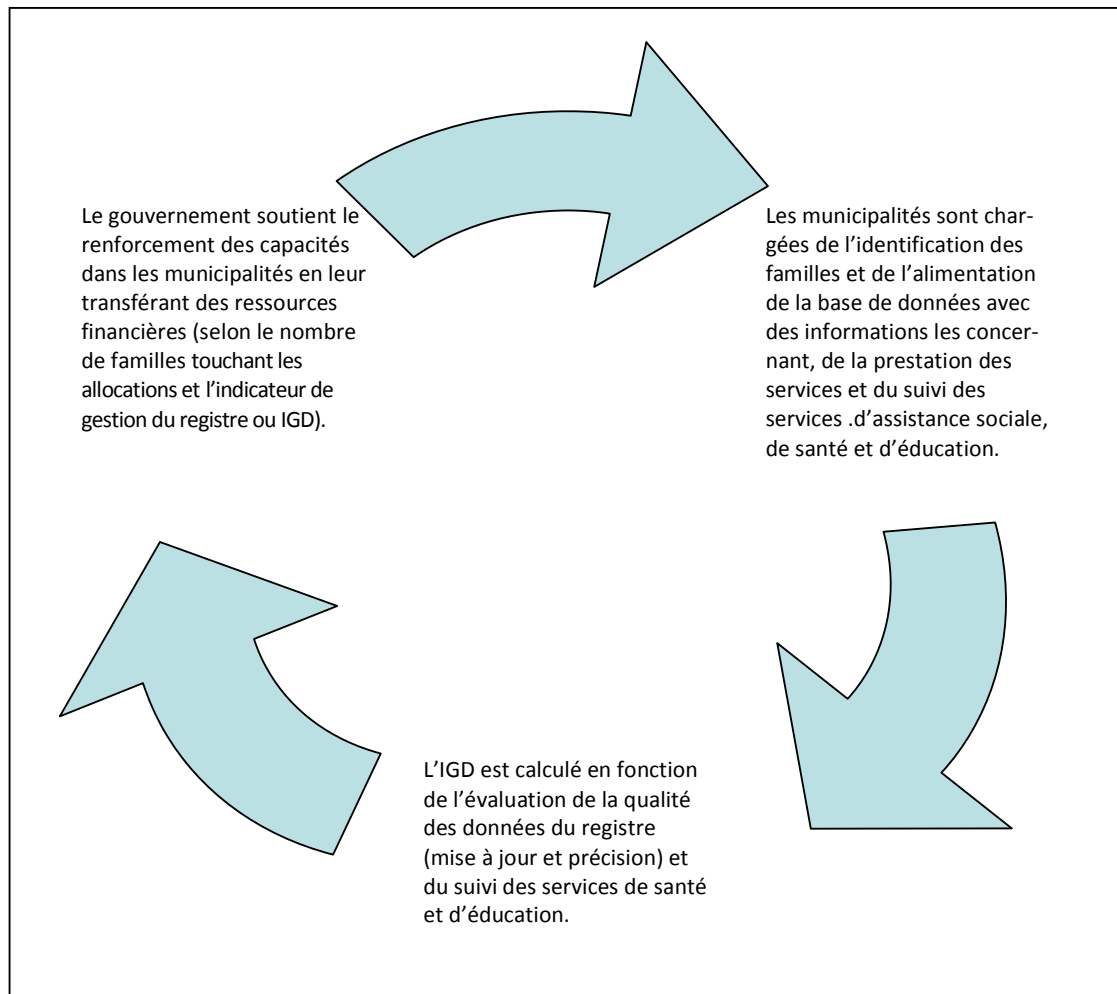 Le gouvernement soutient le
renforcement des capacités
dans les municipalités en leur
transférant des ressources
financières (selon le nombre
de familles touchant les
allocations et l’indicateur de
gestion du registre ou IGD).
Les municipalités sont char-
gées de l’identification des
familles et de l’alimentation
de la base de données avec
des informations les concer-
nant, de la prestation des
services et du suivi des
services .d’assistance sociale,
de santé et d’éducation.
L’IGD est calculé en fonction
de l’évaluation de la qualité
des données du registre
(mise à jour et précision) et
du suivi des services de santé
et d’éducation.